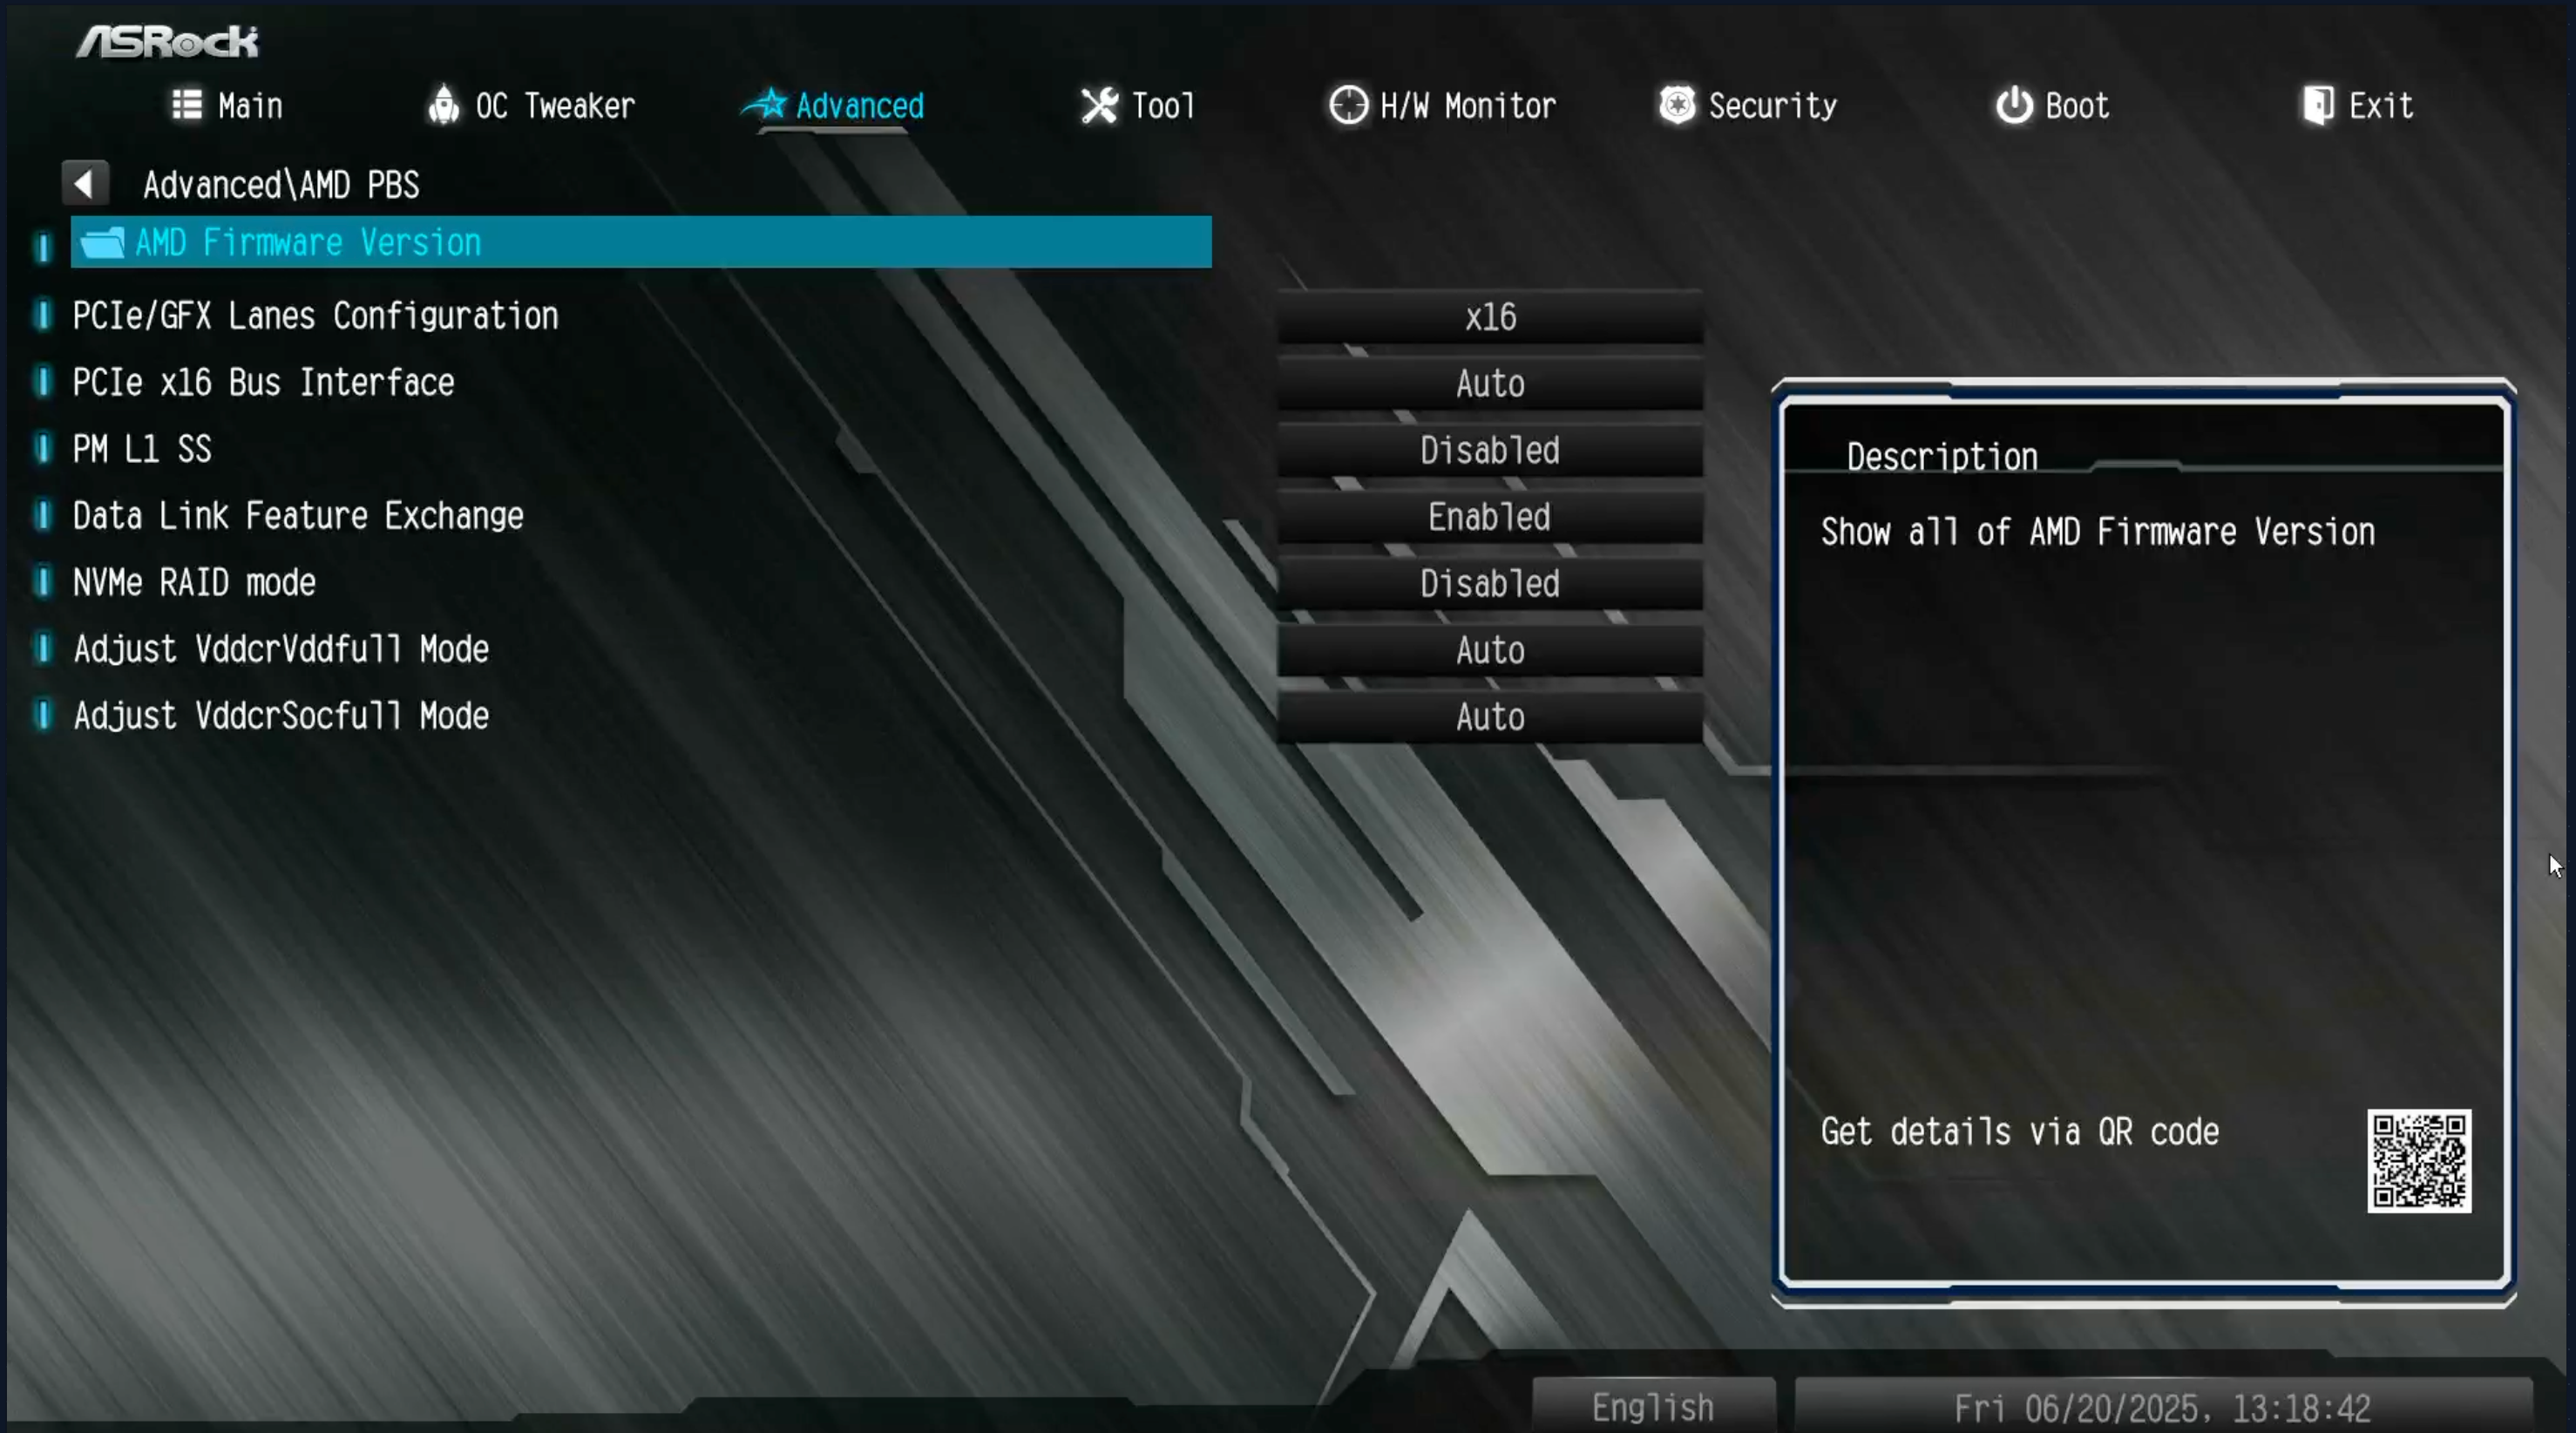 ASRock
Main OC Tweaker Advanced Tool H/W Monitor Security Boot Exit
Advanced\AMD PBS
AMD Firmware Version
PCIe/GFX Lanes Configuration x16
PCIe x16 Bus Interface Auto
PM L1 SS Disabled
Data Link Feature Exchange Enabled
NVMe RAID mode Disabled
Adjust VddcrVddfull Mode Auto
Adjust VddcrSocfull Mode Auto
Description
Show all of AMD Firmware Version
Get details via QR code
English Fri 06/20/2025, 13:18:42